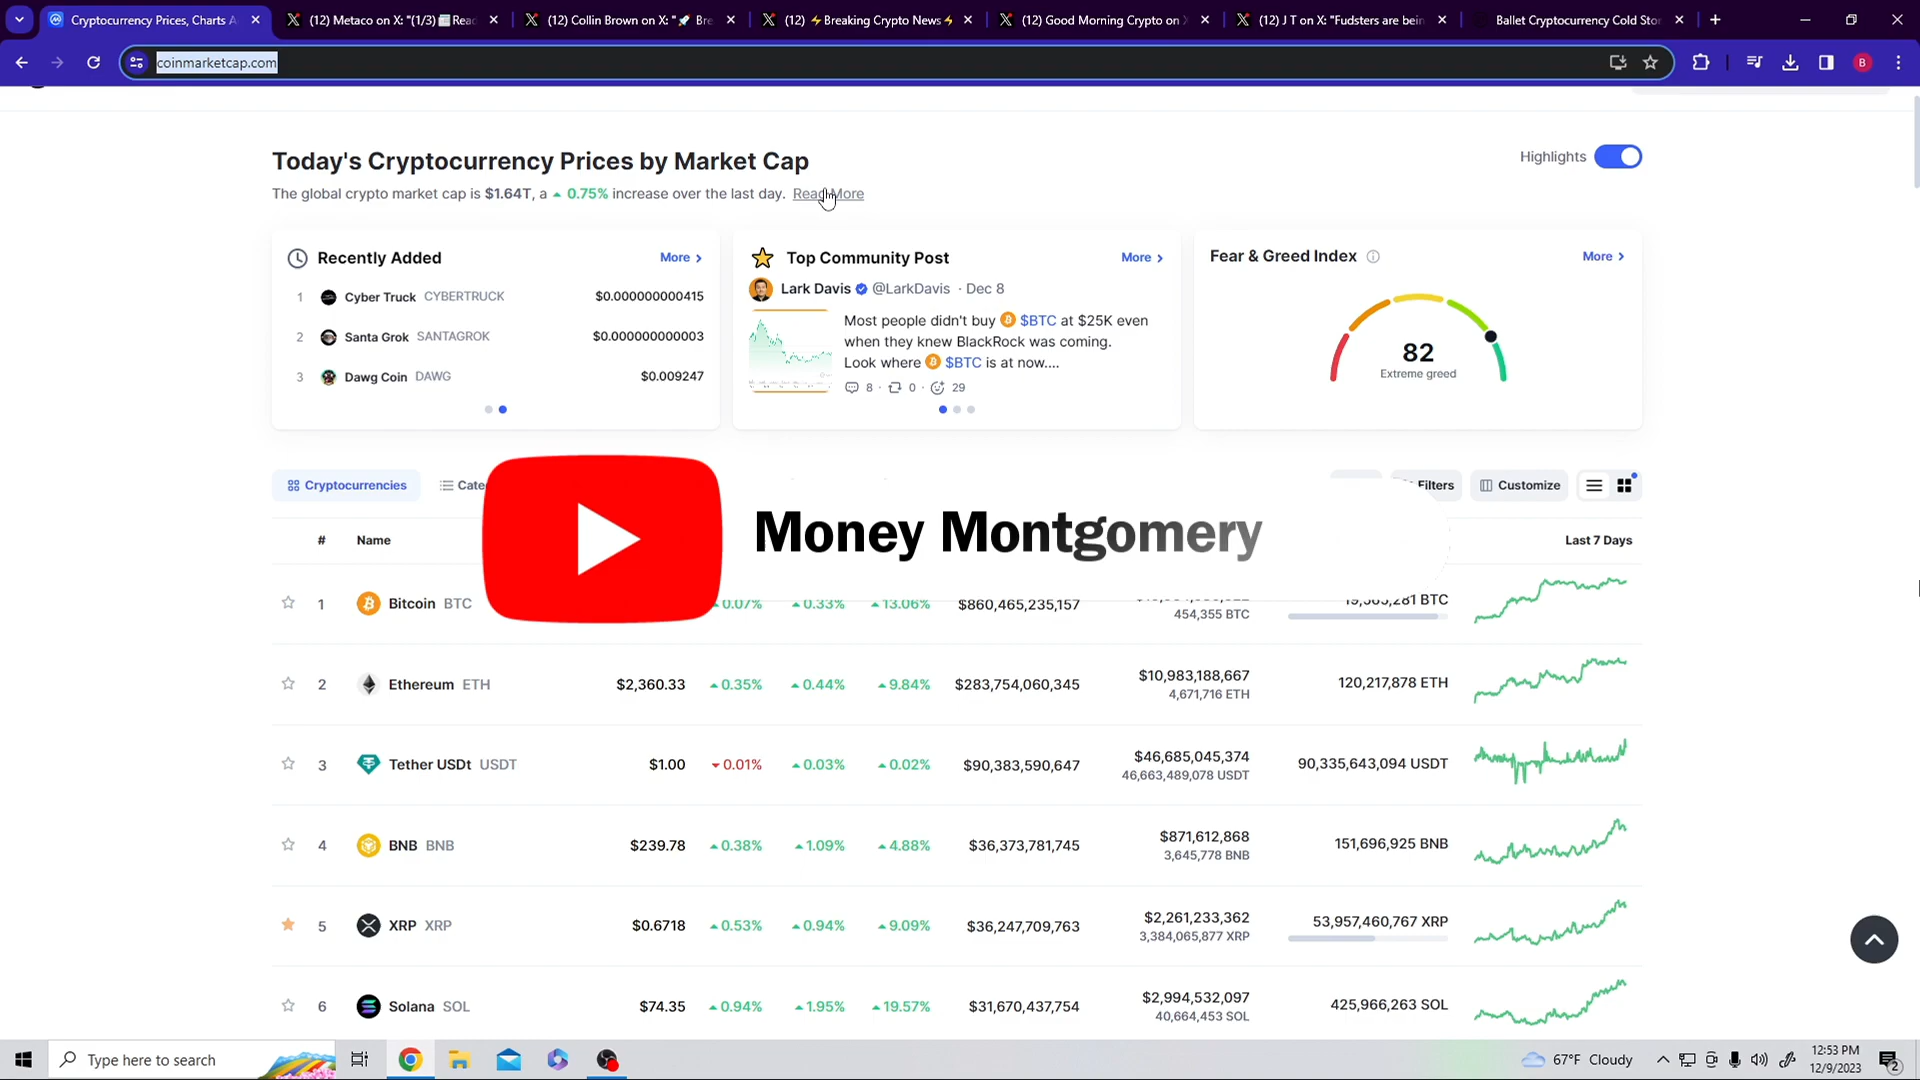 Cryptocurrency Prices, Charts A
(12) Metaco on X: "(1/3) Read
(12) Collin Brown on X: "🚀 Bre
(12) ⚡Breaking Crypto News⚡
(12) Good Morning Crypto on X
(12) J T on X: "Fudsters are bein
Ballet Cryptocurrency Cold Stor
coinmarketcap.com
B
Today's Cryptocurrency Prices by Market Cap
Highlights
The global crypto market cap is $1.64T, a 0.75% increase over the last day. Read More
Recently Added
More >
1 Cyber Truck CYBERTRUCK $0.000000000415
2 Santa Grok SANTAGROK $0.000000000003
3 Dawg Coin DAWG $0.009247
Top Community Post
More >
Lark Davis @LarkDavis · Dec 8
Most people didn't buy $BTC at $25K even
when they knew BlackRock was coming.
Look where $BTC is at now....
8 · 0 · 29
Fear & Greed Index
More >
82
Extreme greed
Cryptocurrencies
Cate
Filters
Customize
Money Montgomery
# Name Last 7 Days
1 Bitcoin BTC 0.07% 0.33% 13.06% $860,465,235,157 BTC
454,355 BTC
2 Ethereum ETH $2,360.33 0.35% 0.44% 9.84% $283,754,060,345 $10,983,188,667 120,217,878 ETH
4,671,716 ETH
3 Tether USDt USDT $1.00 0.01% 0.03% 0.02% $90,383,590,647 $46,685,045,374 90,335,643,094 USDT
46,663,489,078 USDT
4 BNB BNB $239.78 0.38% 1.09% 4.88% $36,373,781,745 $871,612,868 151,696,925 BNB
3,645,778 BNB
5 XRP XRP $0.6718 0.53% 0.94% 9.09% $36,247,709,763 $2,261,233,362 53,957,460,767 XRP
3,384,065,877 XRP
6 Solana SOL $74.35 0.94% 1.95% 19.57% $31,670,437,754 $2,994,532,097 425,966,263 SOL
40,664,453 SOL
Type here to search
67°F Cloudy
12:53 PM
12/9/2023
2